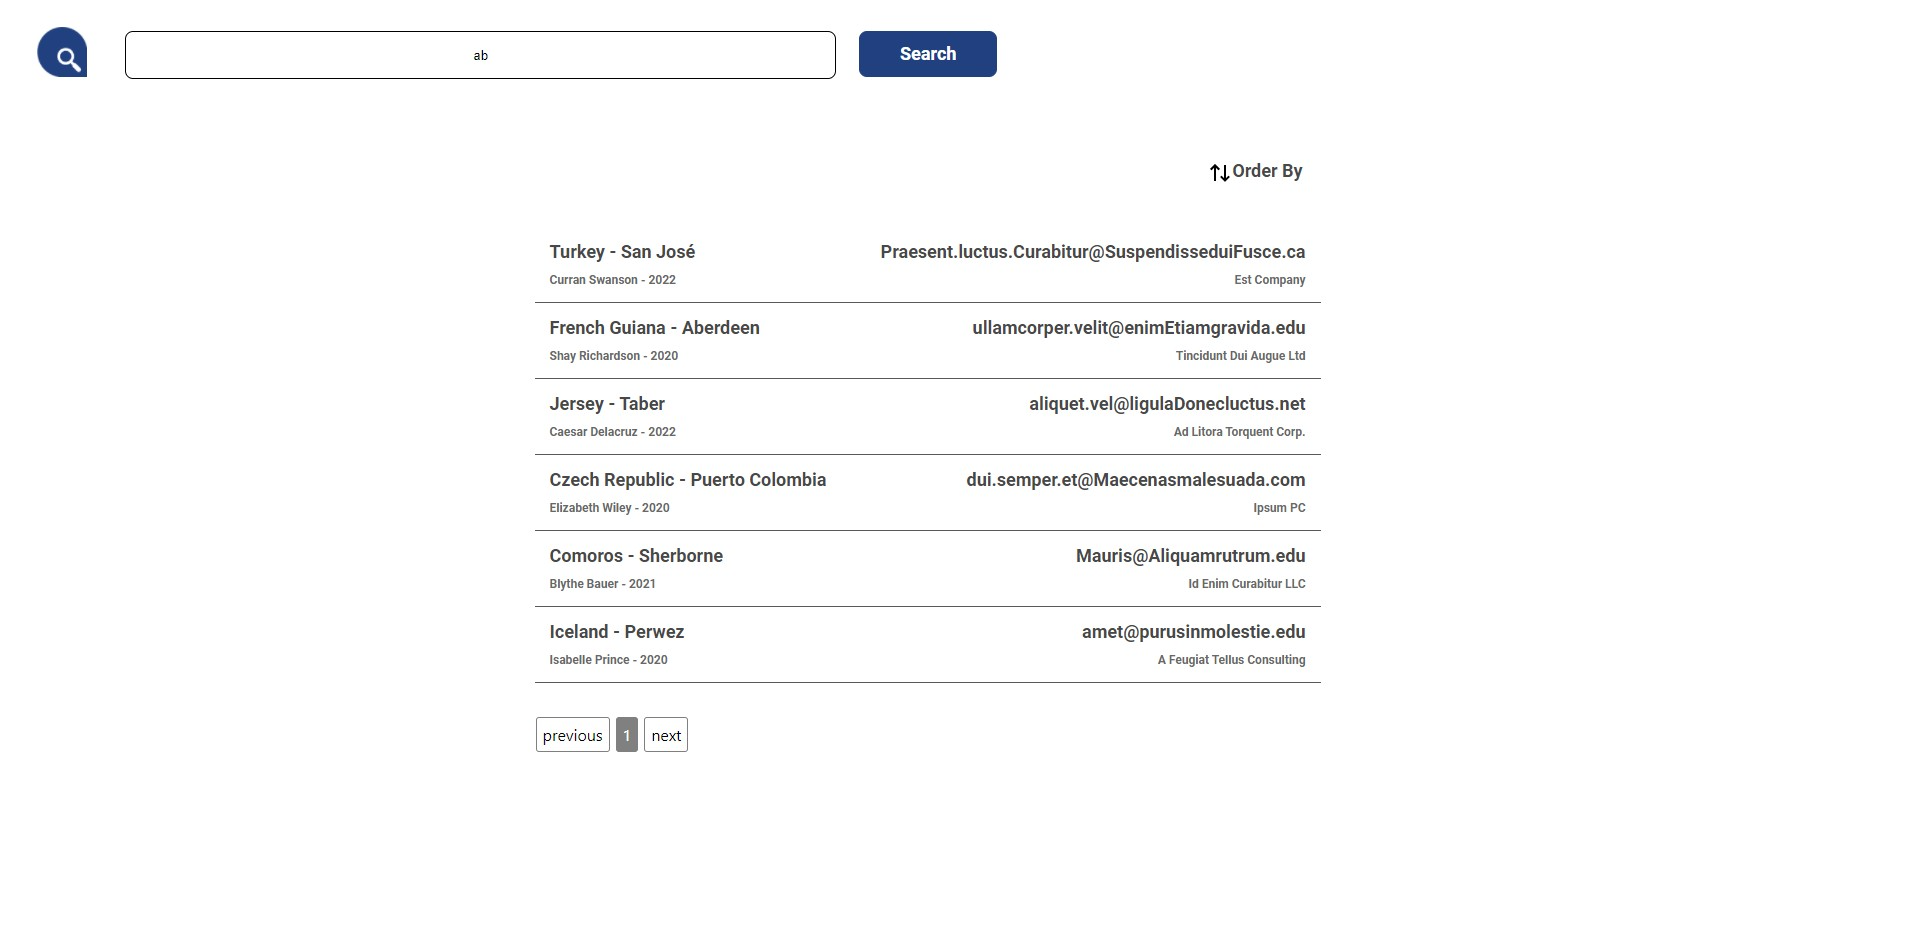 ab
Search
Order By
Turkey - San José
Praesent.luctus.Curabitur@SuspendisseduiFusce.ca
Curran Swanson - 2022
Est Company
French Guiana - Aberdeen
ullamcorper.velit@enimEtiamgravida.edu
Shay Richardson - 2020
Tincidunt Dui Augue Ltd
Jersey - Taber
aliquet.vel@ligulaDonecluctus.net
Caesar Delacruz - 2022
Ad Litora Torquent Corp.
Czech Republic - Puerto Colombia
dui.semper.et@Maecenasmalesuada.com
Elizabeth Wiley - 2020
Ipsum PC
Comoros - Sherborne
Mauris@Aliquamrutrum.edu
Blythe Bauer - 2021
Id Enim Curabitur LLC
Iceland - Perwez
amet@purusinmolestie.edu
Isabelle Prince - 2020
A Feugiat Tellus Consulting
previous 1 next